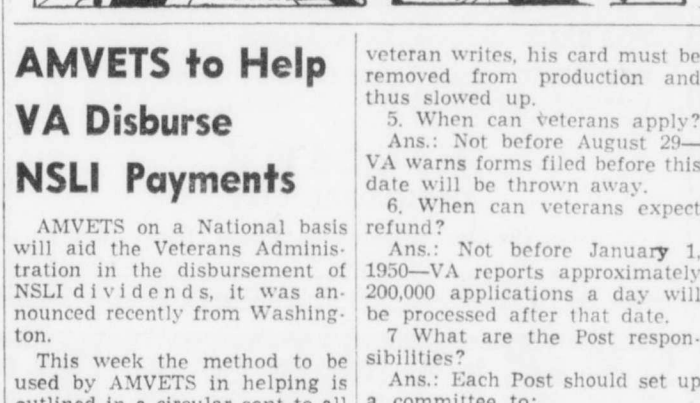 AMVETS to Help
VA Disburse
NSLI Payments
AMVETS on a National basis
will aid the Veterans Adminis-
tration in the disbursement of
NSLI dividends, it was an-
nounced recently from Washing-
ton.
This week the method to be
used by AMVETS in helping is
outlined in a circular sent to all
veteran writes, his card must be
removed from production and
thus slowed up.
5. When can veterans apply?
Ans.: Not before August 29—
VA warns forms filed before this
date will be thrown away.
6. When can veterans expect
refund?
Ans.: Not before January 1,
1950—VA reports approximately
200,000 applications a day will
be processed after that date.
7 What are the Post respon-
sibilities?
Ans.: Each Post should set up
a committee to: